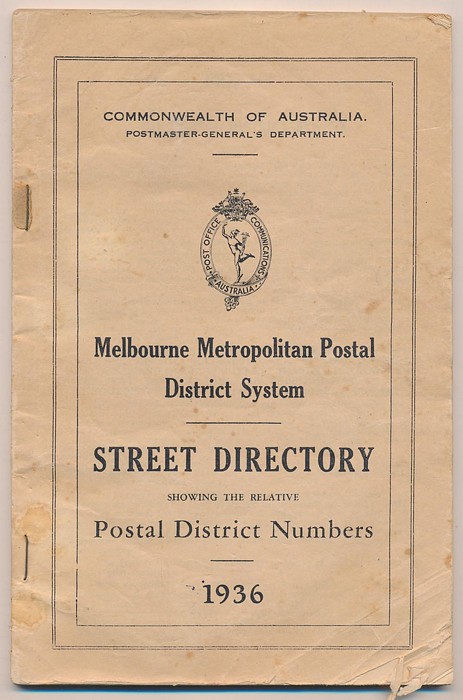 COMMONWEALTH OF AUSTRALIA.
POSTMASTER-GENERAL'S DEPARTMENT.
POST OFFICE COMMUNICATIONS
AUSTRALIA
Melbourne Metropolitan Postal
District System
STREET DIRECTORY
SHOWING THE RELATIVE
Postal District Numbers
1936